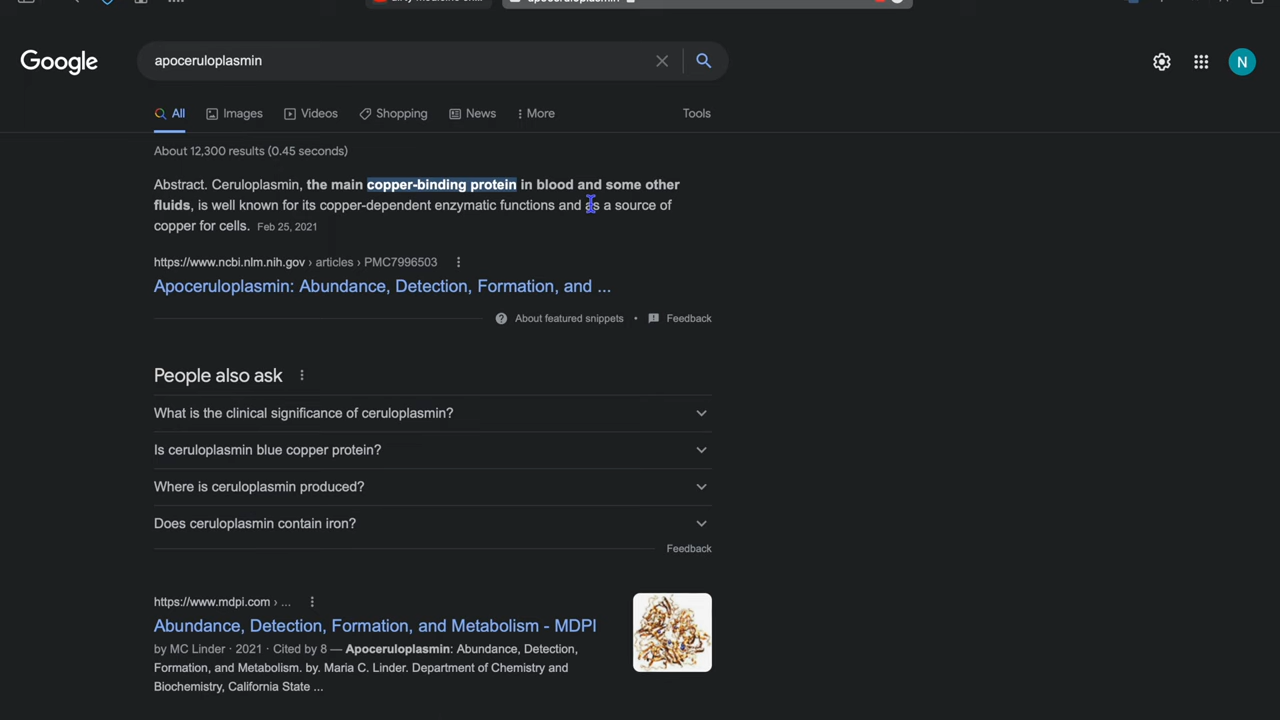 Google
apoceruloplasmin
N
All
Images
Videos
Shopping
News
More
Tools
About 12,300 results (0.45 seconds)
Abstract. Ceruloplasmin, the main copper-binding protein in blood and some other
fluids, is well known for its copper-dependent enzymatic functions and as a source of
copper for cells. Feb 25, 2021
https://www.ncbi.nlm.nih.gov › articles › PMC7996503
Apoceruloplasmin: Abundance, Detection, Formation, and ...
About featured snippets • Feedback
People also ask
What is the clinical significance of ceruloplasmin?
Is ceruloplasmin blue copper protein?
Where is ceruloplasmin produced?
Does ceruloplasmin contain iron?
Feedback
https://www.mdpi.com › ...
Abundance, Detection, Formation, and Metabolism - MDPI
by MC Linder · 2021 · Cited by 8 — Apoceruloplasmin: Abundance, Detection,
Formation, and Metabolism. by. Maria C. Linder. Department of Chemistry and
Biochemistry, California State ...